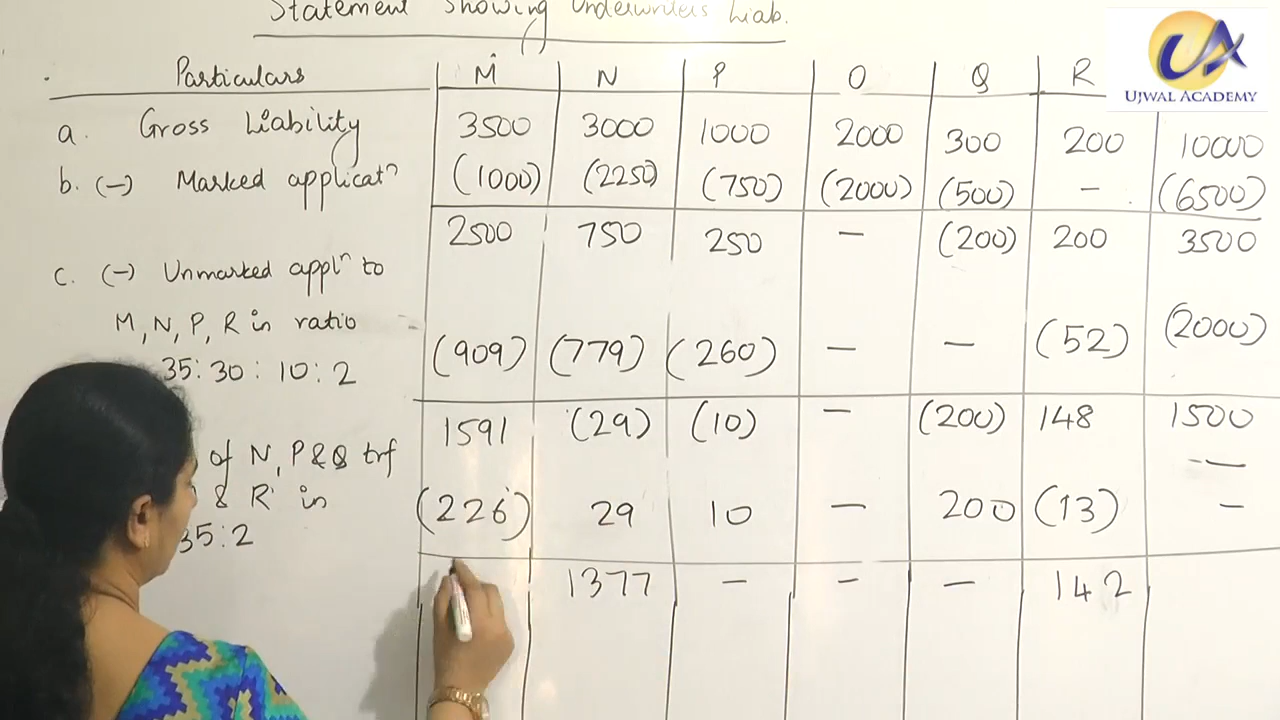 Statement Showing Underwriters Liab.
Particulars M N P O Q R
a. Gross Liability 3500 3000 1000 2000 300 200 10000
b. (-) Marked applicatn (1000) (2250) (750) (2000) (500) - (6500)
2500 750 250 - (200) 200 3500
c. (-) Unmarked appln to
M, N, P, R in ratio (2000)
35:30:10:2 (909) (779) (260) - - (52)
1591 (29) (10) - (200) 148 1500
of N, P & Q trf -
& R in (226) 29 10 - 200 (13) -
35:2
1377 - - - 142
UJWAL ACADEMY